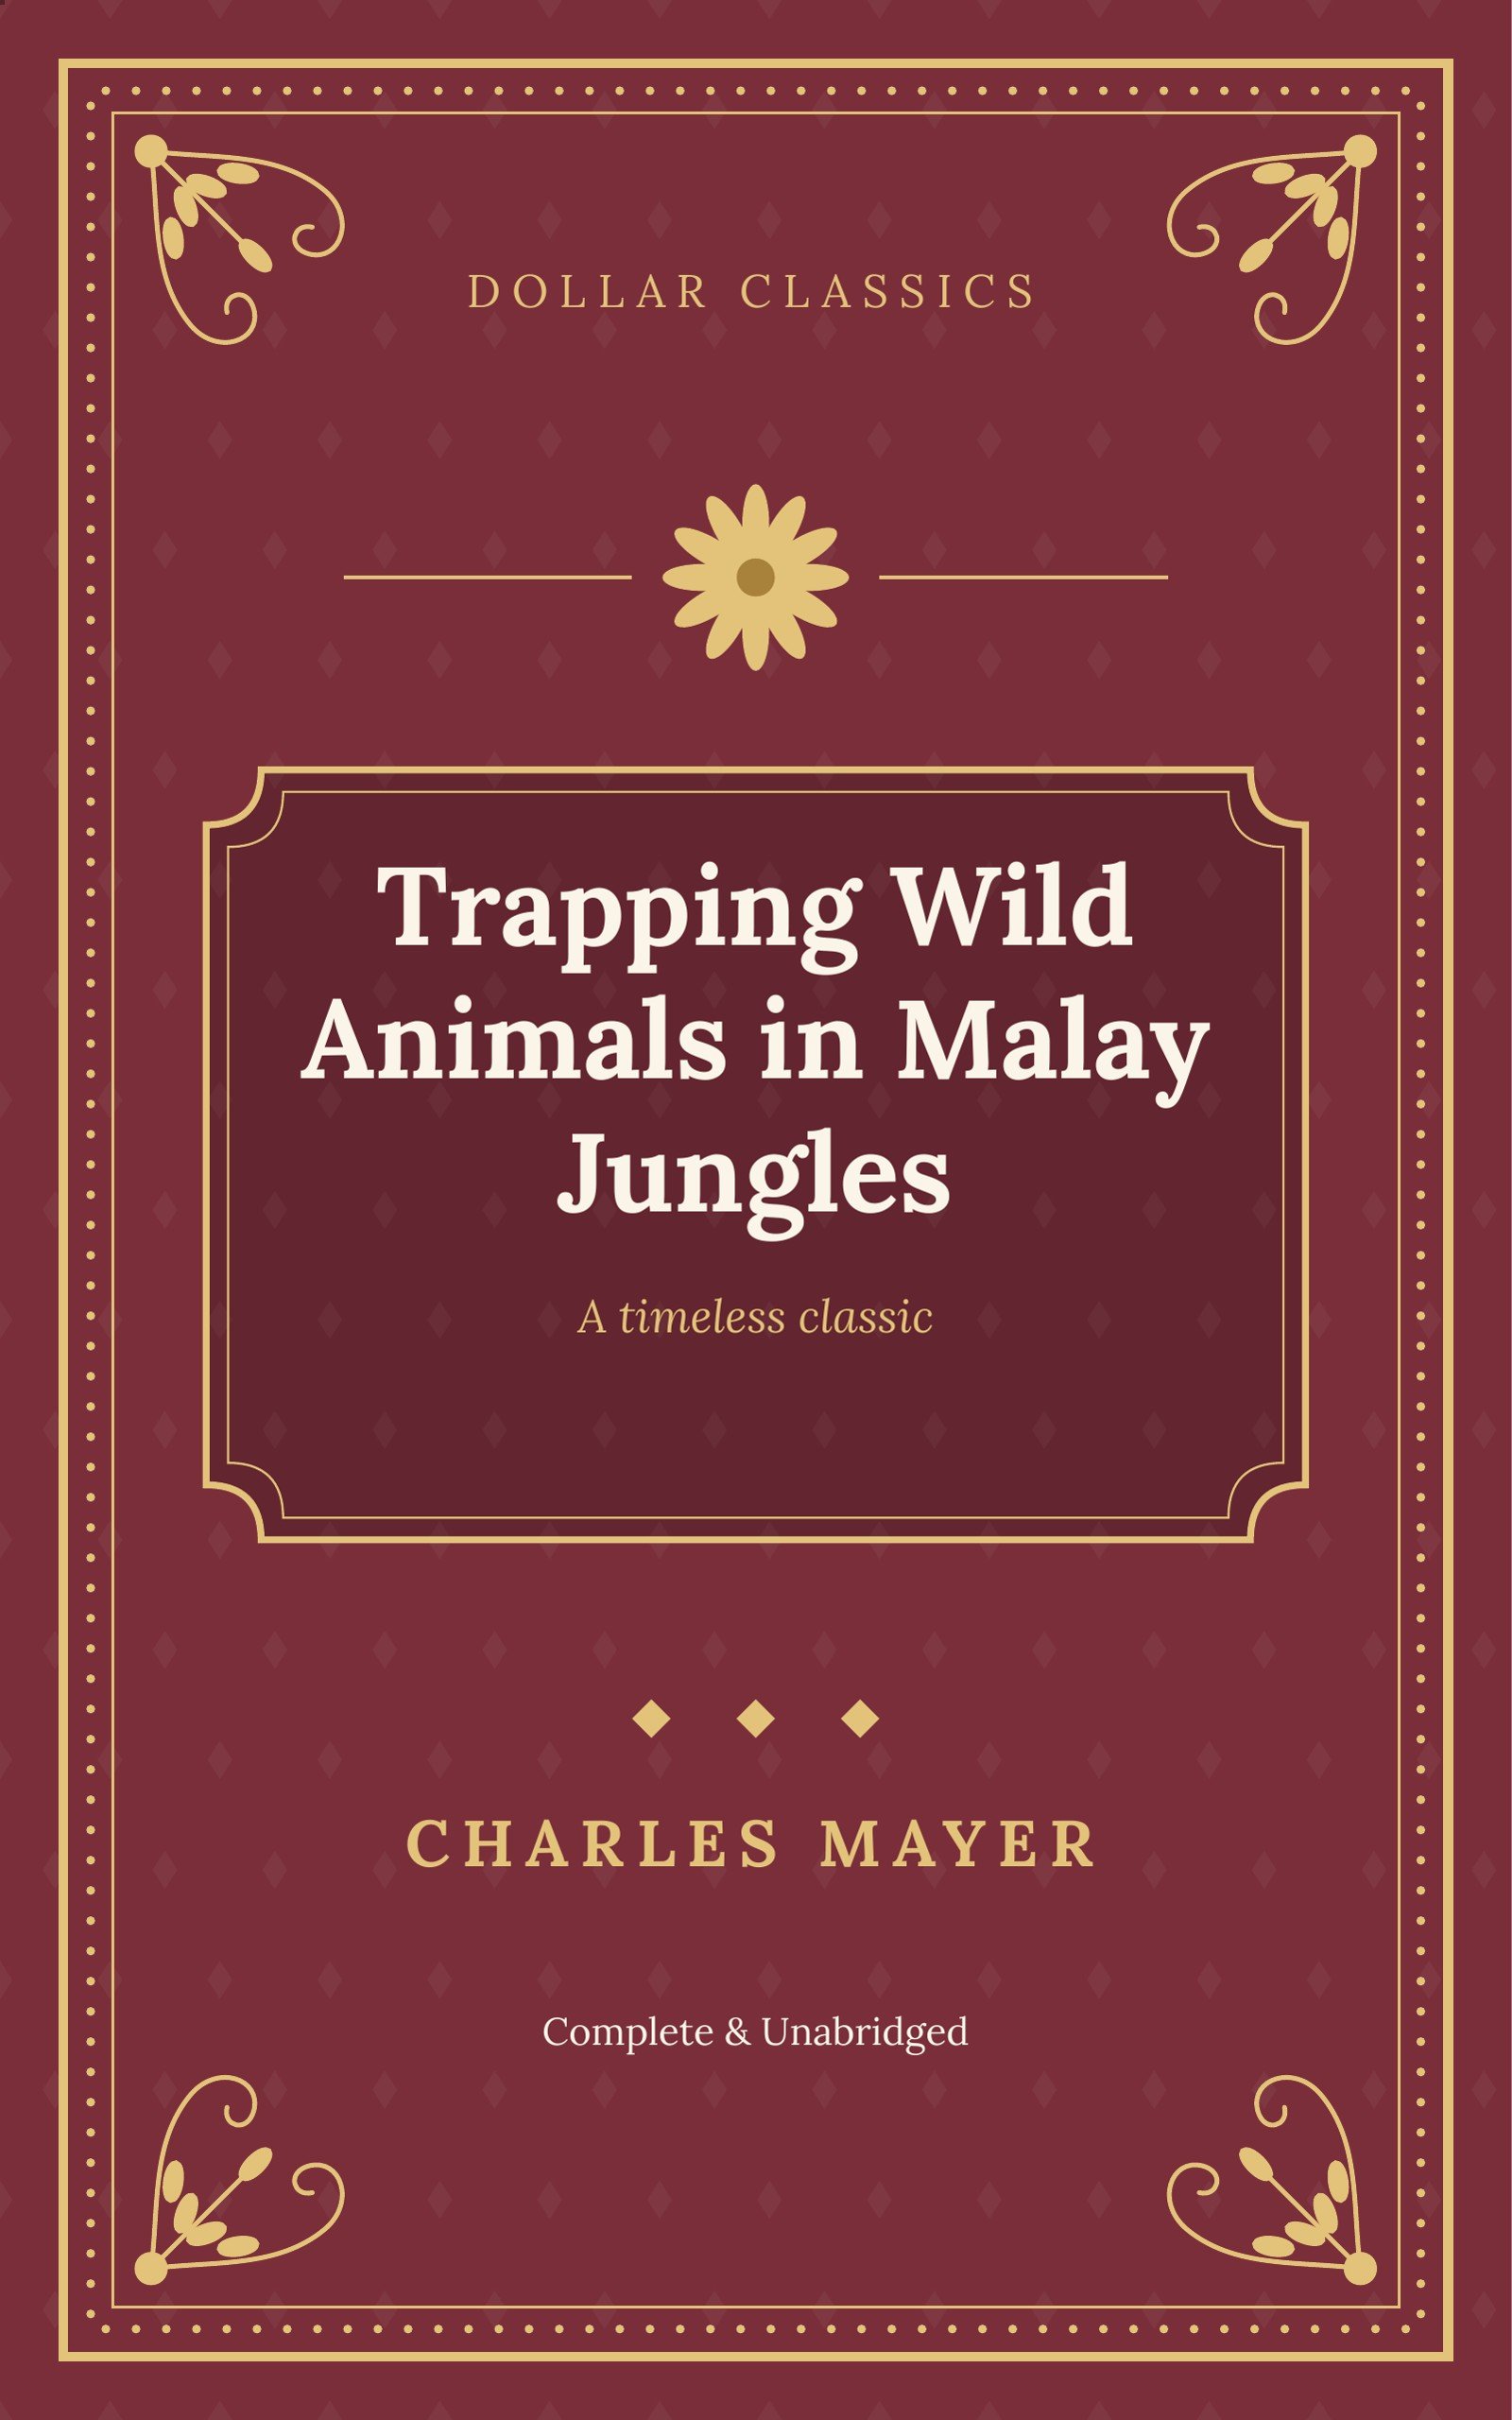 DOLLAR CLASSICS
Trapping Wild
Animals in Malay
Jungles
A timeless classic
CHARLES MAYER
Complete & Unabridged